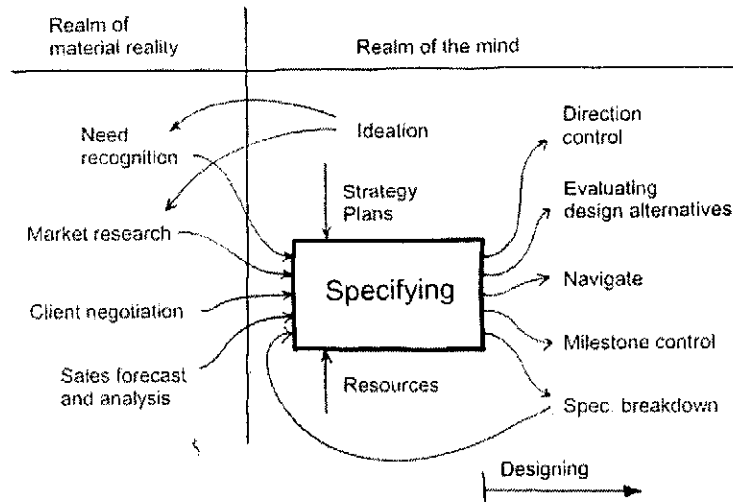 Realm of
material reality
Realm of the mind
Need
recognition
Ideation
Direction
control
Strategy
Plans
Evaluating
design alternatives
Market research
Specifying
Navigate
Client negotiation
Milestone control
Sales forecast
and analysis
Resources
Spec. breakdown
Designing